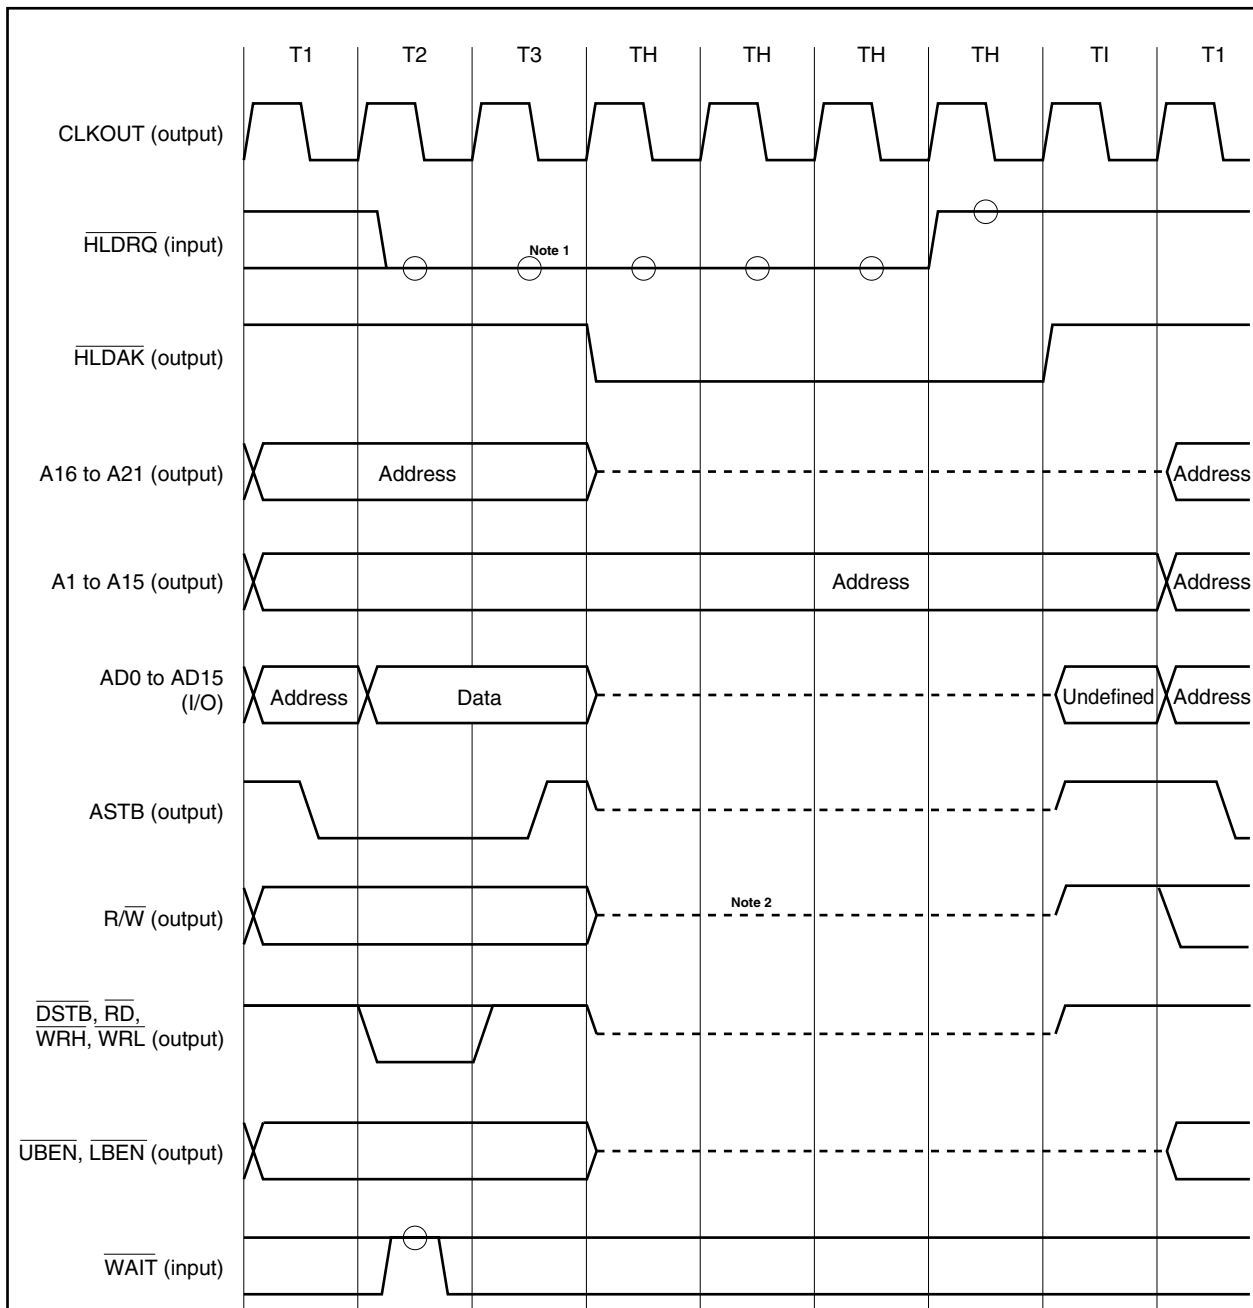 T1 T2 T3 TH TH TH TH TI T1
CLKOUT (output)
HLDRQ (input)
Note 1
HLDAK (output)
A16 to A21 (output)
Address
Address
A1 to A15 (output)
Address
Address
AD0 to AD15
(I/O)
Address
Data
Undefined
Address
ASTB (output)
R/W (output)
Note 2
DSTB, RD,
WRH, WRL (output)
UBEN, LBEN (output)
WAIT (input)